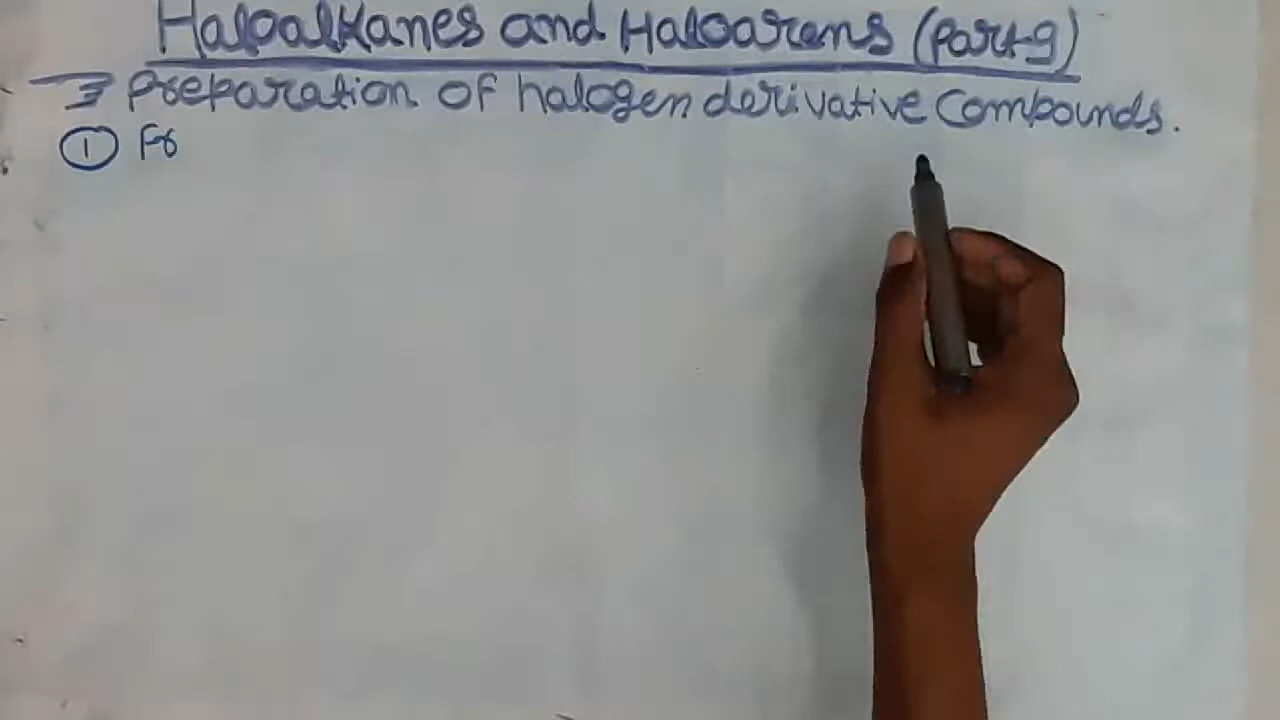 Haloalkanes and Haloarens (Part-9)
→ Preparation of halogen derivative Compounds.
① Fr